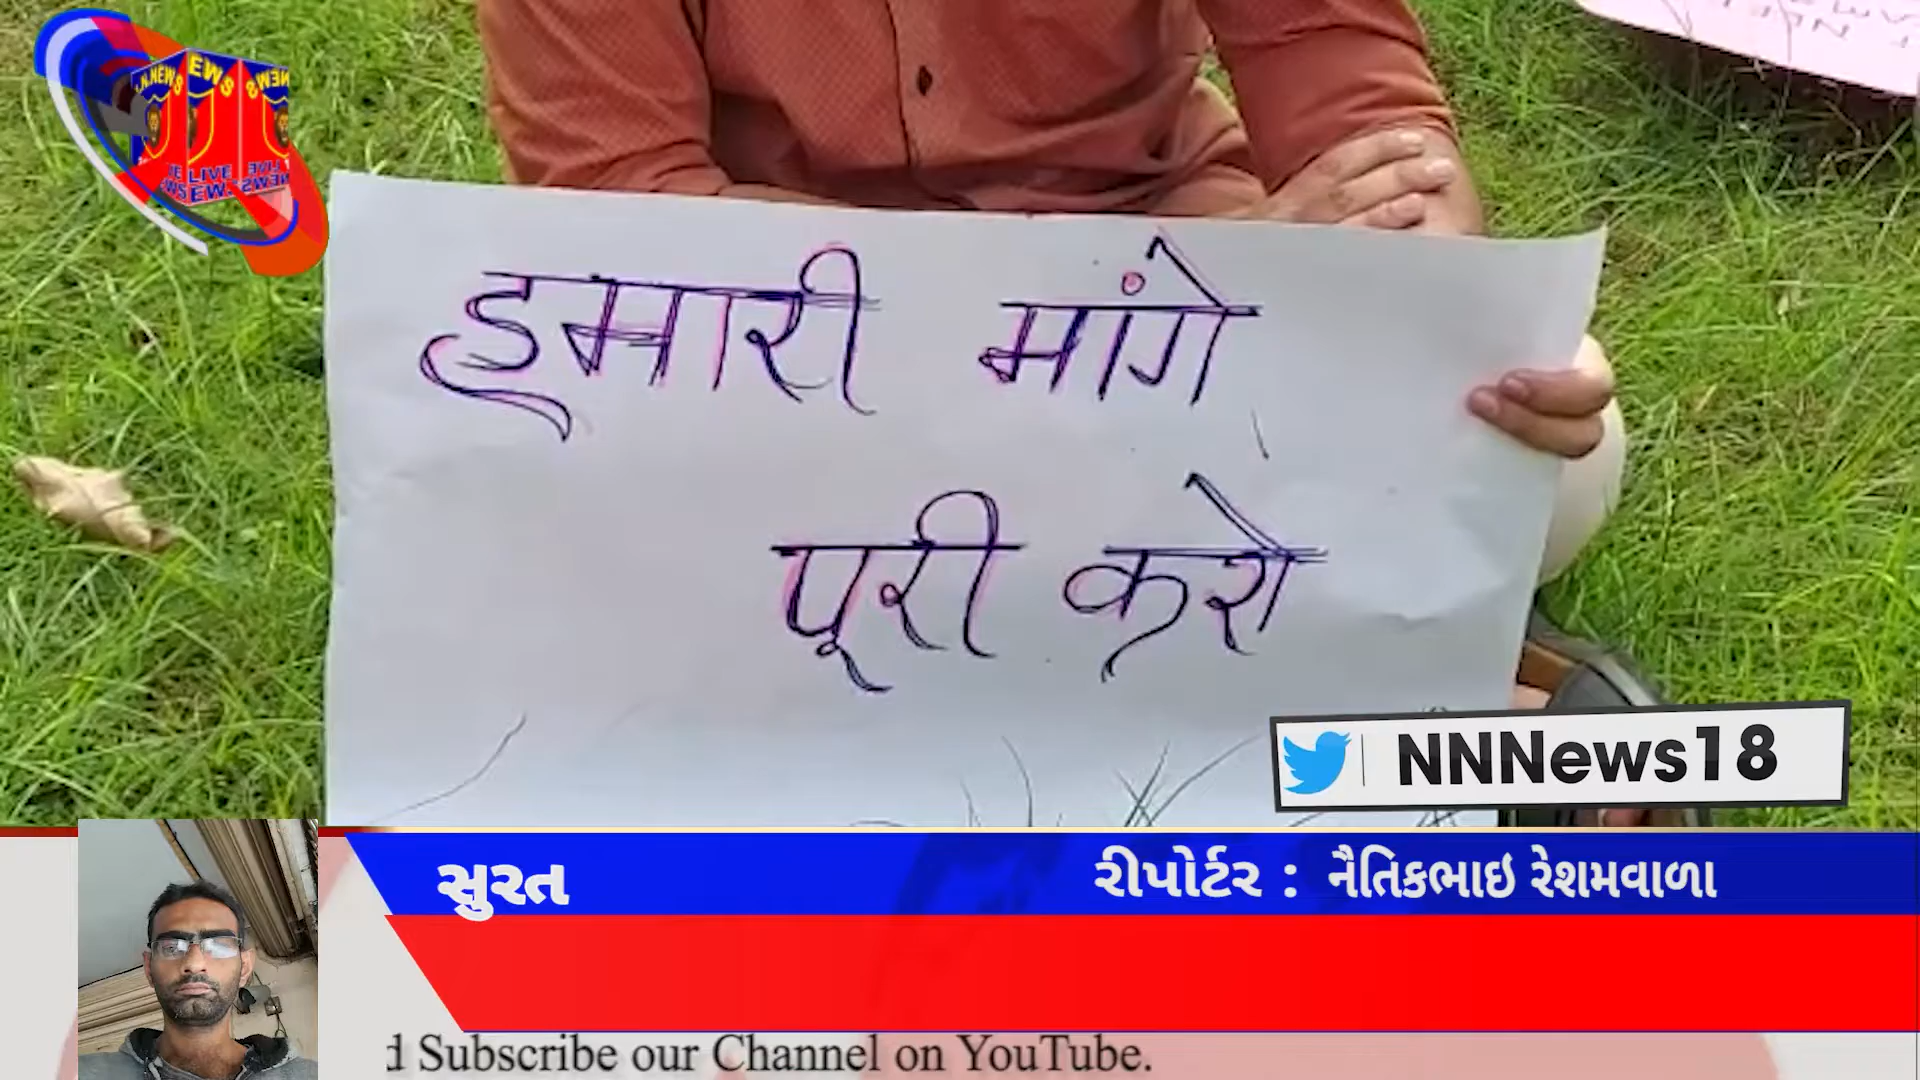 हमारी मांगे
पूरी करो
NNNews18
સુરત
રીપોર્ટર : નૈતિકભાઇ રેશમવાળા
d Subscribe our Channel on YouTube.